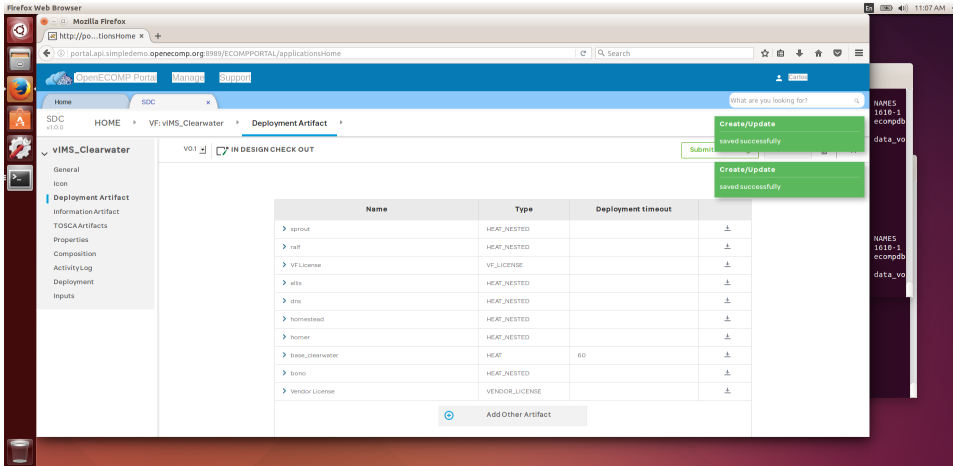 Firefox Web Browser
En
11:07 AM
Mozilla Firefox
http://po...tionsHome × +
portal.api.simpledemo.openecomp.org:8989/ECOMPPORTAL/applicationsHome
Search
OpenECOMP Portal Manage Support
Carlos
Home
SDC ×
What are you looking for?
SDC
v1.0.0
HOME
VF: vIMS_Clearwater
Deployment Artifact
vIMS_Clearwater
V0.1
IN DESIGN CHECK OUT
Submit
Create/Update
saved successfully
Create/Update
saved successfully
General
Icon
Deployment Artifact
Information Artifact
TOSCA Artifacts
Properties
Composition
Activity Log
Deployment
Inputs
Name Type Deployment timeout
sprout HEAT_NESTED
ralf HEAT_NESTED
VF License VF_LICENSE
ellis HEAT_NESTED
dns HEAT_NESTED
homestead HEAT_NESTED
homer HEAT_NESTED
base_clearwater HEAT 60
bono HEAT_NESTED
Vendor License VENDOR_LICENSE
Add Other Artifact
NAMES
1610-1
ecompdb
data_vo
NAMES
1610-1
ecompdb
data_vo